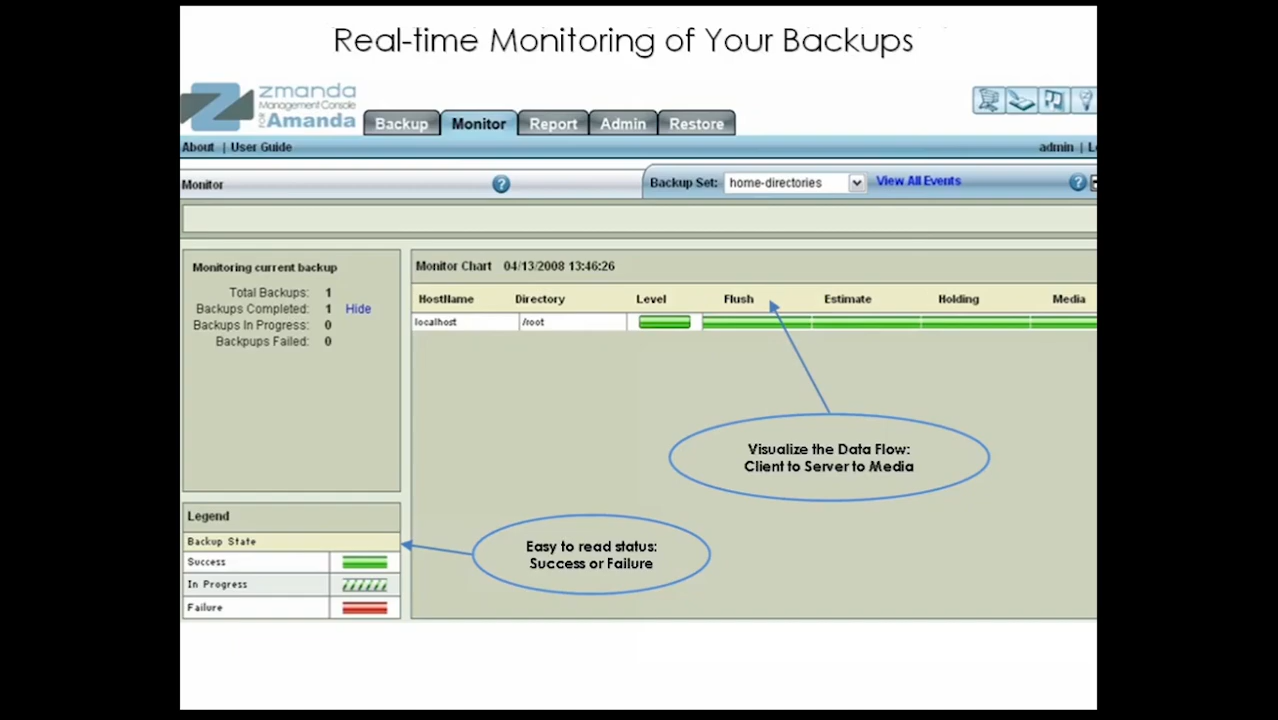 Real-time Monitoring of Your Backups
zmanda
Management Console
FOR Amanda
Backup Monitor Report Admin Restore
About | User Guide
admin |
Monitor ?
Backup Set: home-directories View All Events ?
Monitoring current backup
Total Backups: 1
Backups Completed: 1 Hide
Backups In Progress: 0
Backpups Failed: 0
Monitor Chart 04/13/2008 13:46:26
HostName Directory Level Flush Estimate Holding Media
localhost /root
Visualize the Data Flow:
Client to Server to Media
Legend
Backup State
Success
In Progress
Failure
Easy to read status:
Success or Failure